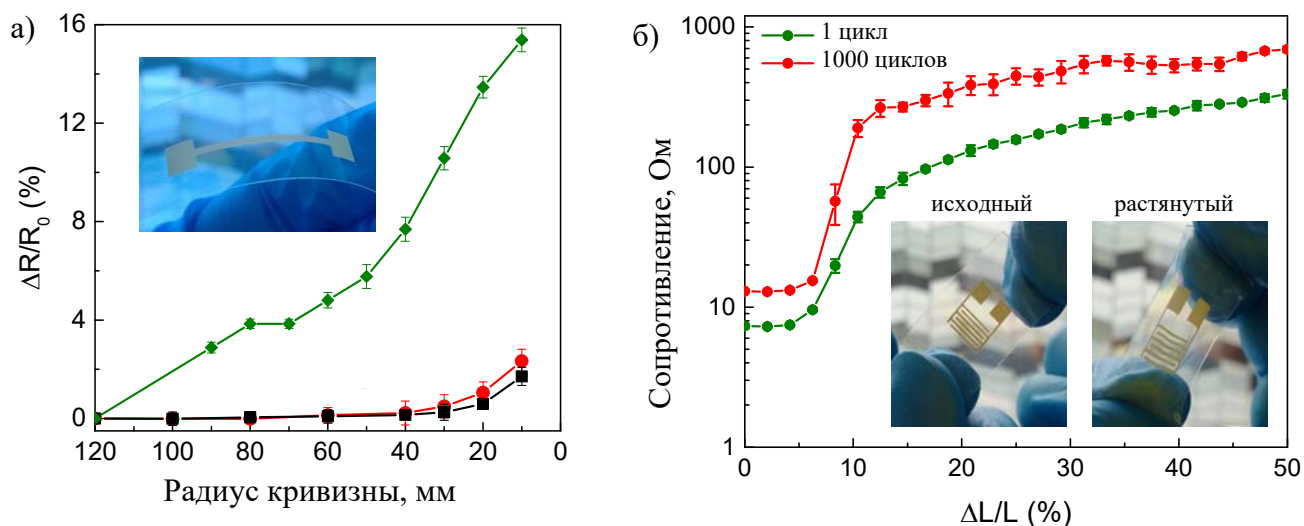 а)
16
12
8
4
0
ΔR/R₀ (%)
120
100
80
60
40
20
0
Радиус кривизны, мм
б)
1 цикл
1000 циклов
1000
100
10
1
Сопротивление, Ом
исходный
растянутый
0
10
20
30
40
50
ΔL/L (%)